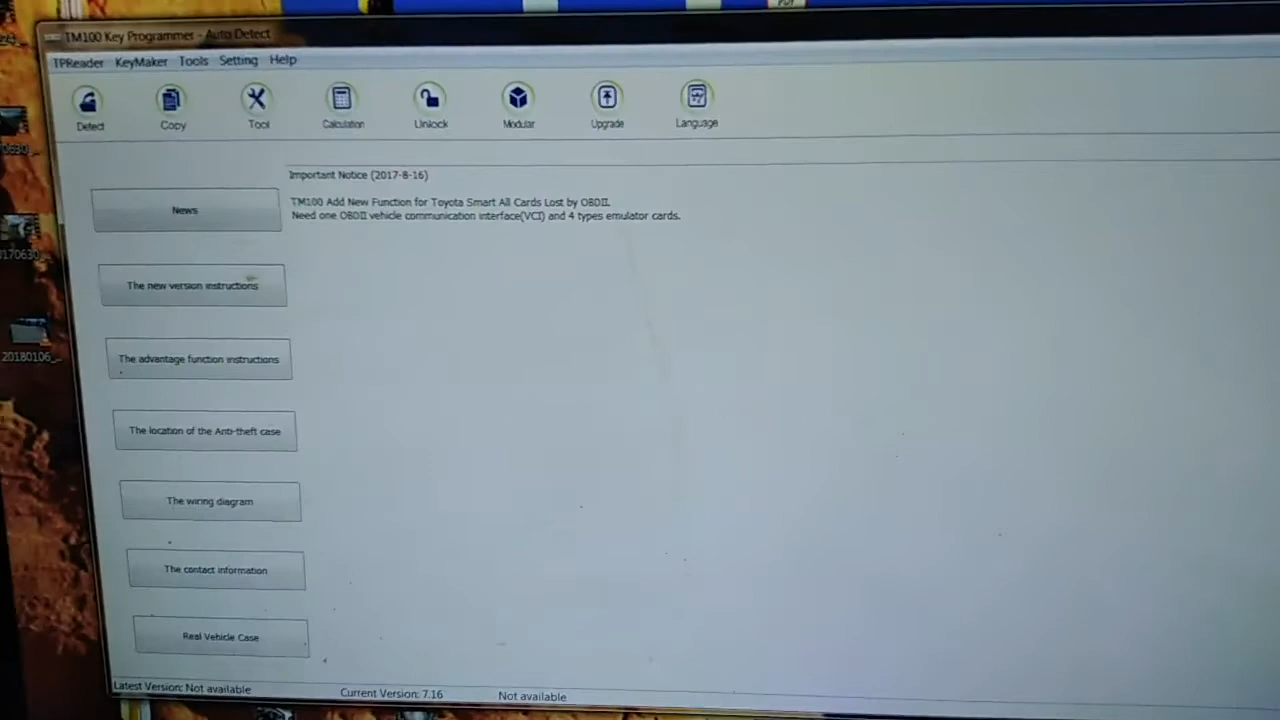 TM100 Key Programmer - Auto Detect
TPReader KeyMaker Tools Setting Help
Detect Copy Tool Calculation Unlock Modular Upgrade Language
Important Notice (2017-8-16)
TM100 Add New Function for Toyota Smart All Cards Lost by OBDII.
Need one OBDII vehicle communication interface(VCI) and 4 types emulator cards.
News
The new version instructions
The advantage function instructions
The location of the Anti-theft case
The wiring diagram
The contact information
Real Vehicle Case
Latest Version: Not available Current Version: 7.16 Not available
20180106_...